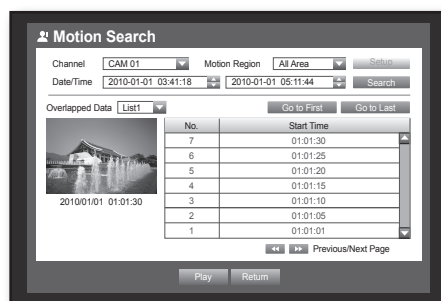 Motion Search
Channel CAM 01 Motion Region All Area Setup
Date/Time 2010-01-01 03:41:18 2010-01-01 05:11:44 Search
Overlapped Data List1 Go to First Go to Last
No. Start Time
7 01:01:30
6 01:01:25
5 01:01:20
4 01:01:15
3 01:01:10
2 01:01:05
1 01:01:01
2010/01/01 01:01:30
Previous/Next Page
Play Return